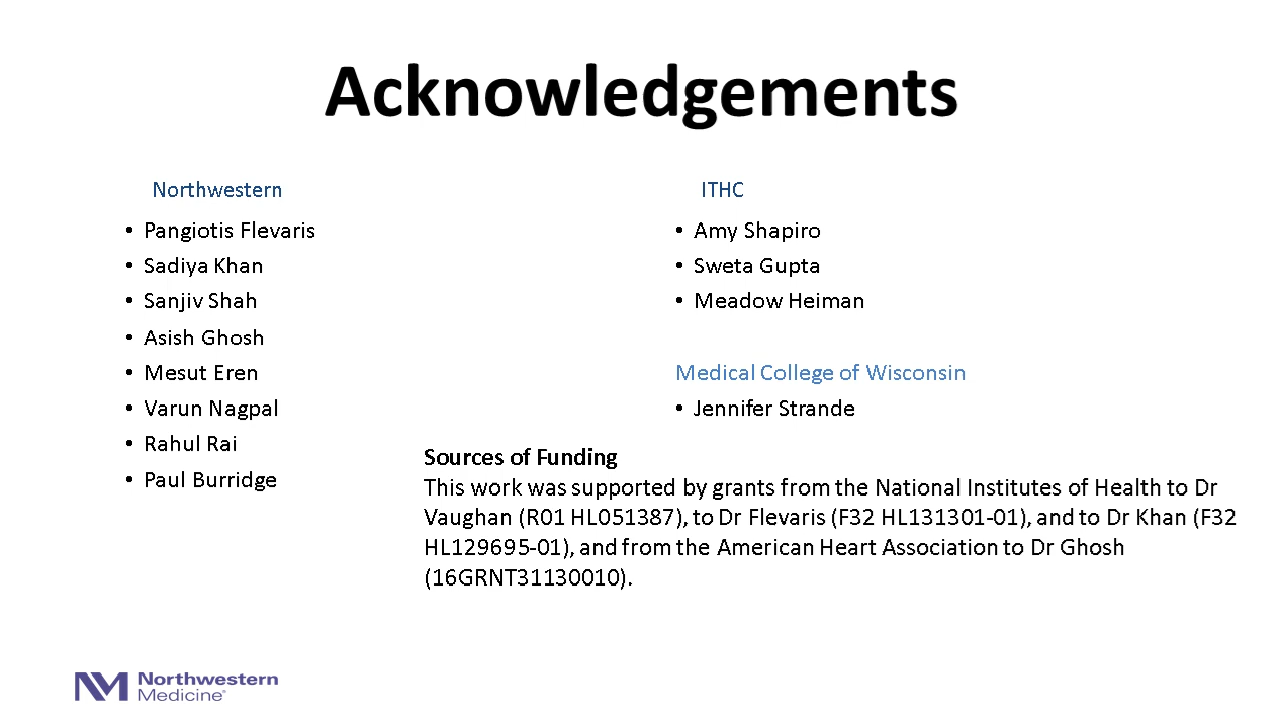 Acknowledgements
Northwestern
• Pangiotis Flevaris
• Sadiya Khan
• Sanjiv Shah
• Asish Ghosh
• Mesut Eren
• Varun Nagpal
• Rahul Rai
• Paul Burridge
ITHC
• Amy Shapiro
• Sweta Gupta
• Meadow Heiman
Medical College of Wisconsin
• Jennifer Strande
Sources of Funding
This work was supported by grants from the National Institutes of Health to Dr
Vaughan (R01 HL051387), to Dr Flevaris (F32 HL131301-01), and to Dr Khan (F32
HL129695-01), and from the American Heart Association to Dr Ghosh
(16GRNT31130010).
NM Northwestern
Medicine®